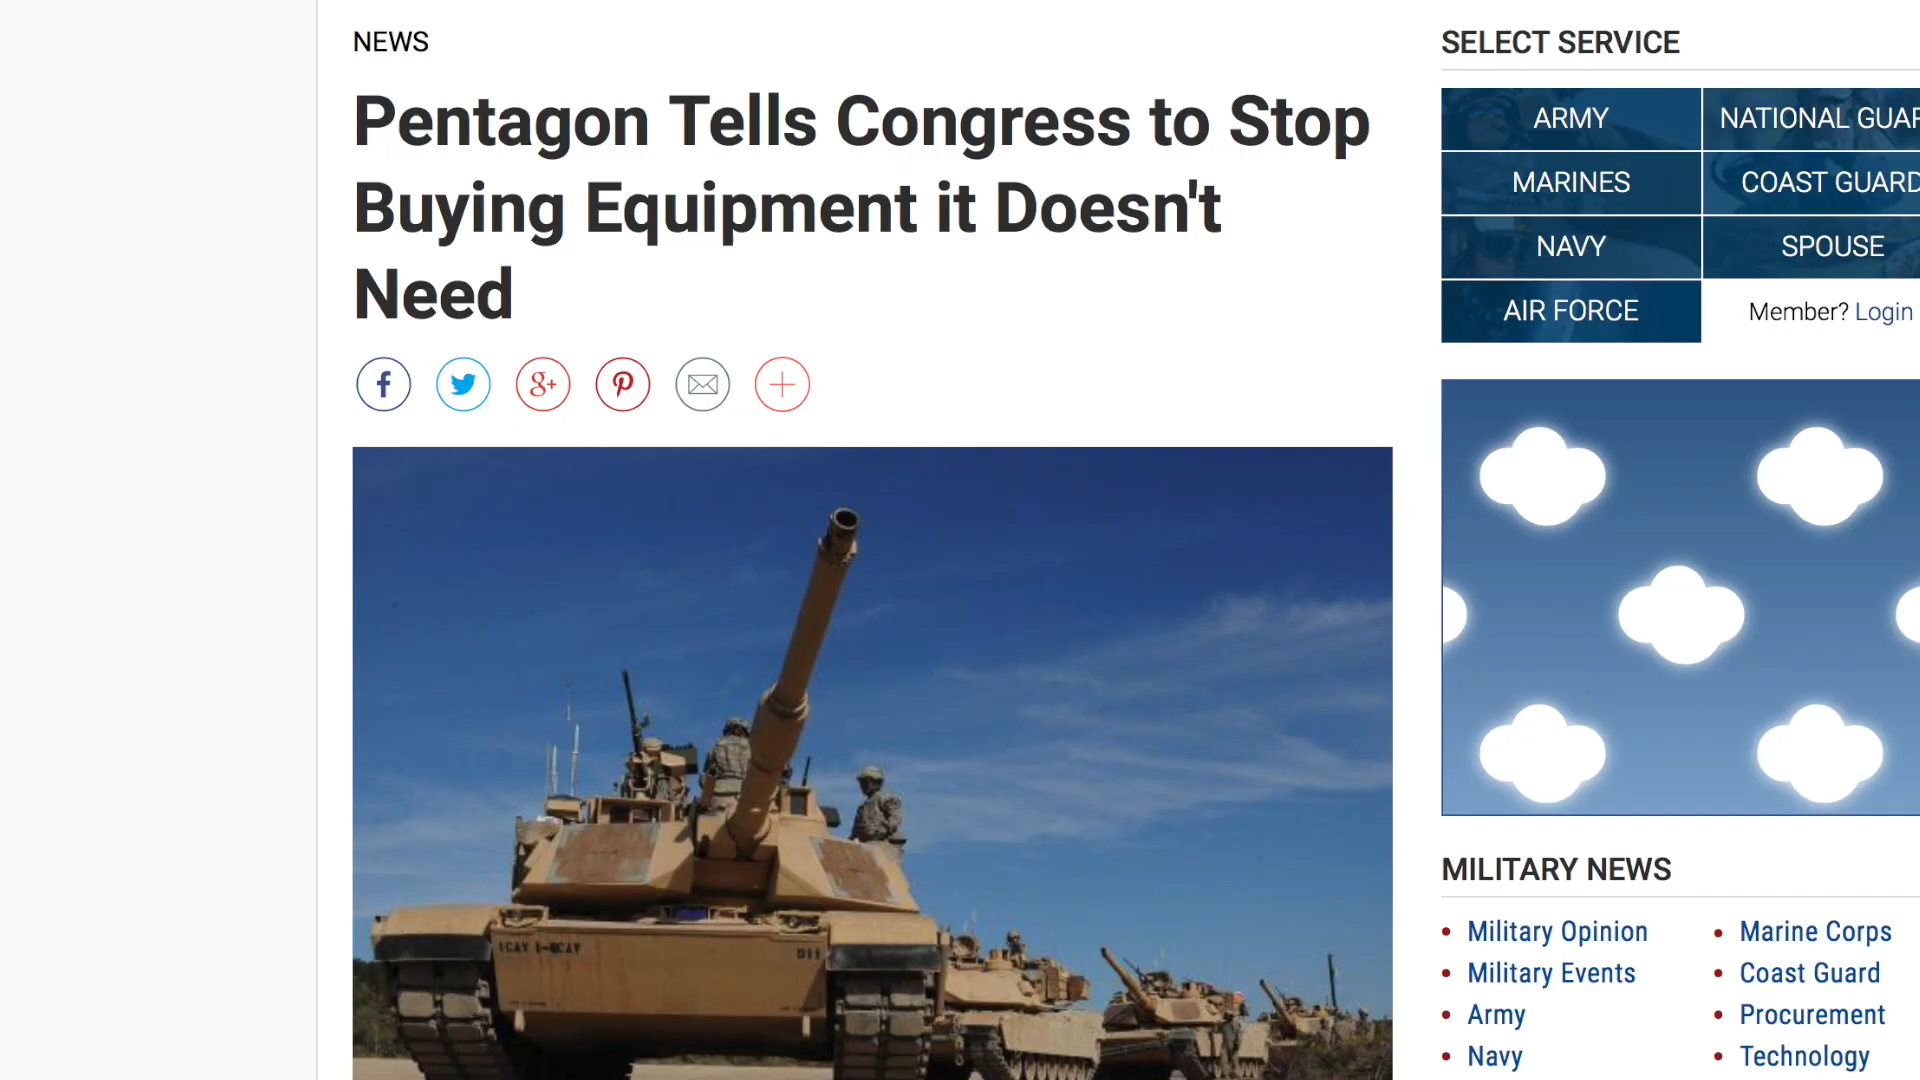 NEWS
Pentagon Tells Congress to Stop
Buying Equipment it Doesn't
Need
f
g+
SELECT SERVICE
ARMY
NATIONAL GUAR
MARINES
COAST GUARD
NAVY
SPOUSE
AIR FORCE
Member? Login
MILITARY NEWS
Military Opinion
Marine Corps
Military Events
Coast Guard
Army
Procurement
Navy
Technology
D11